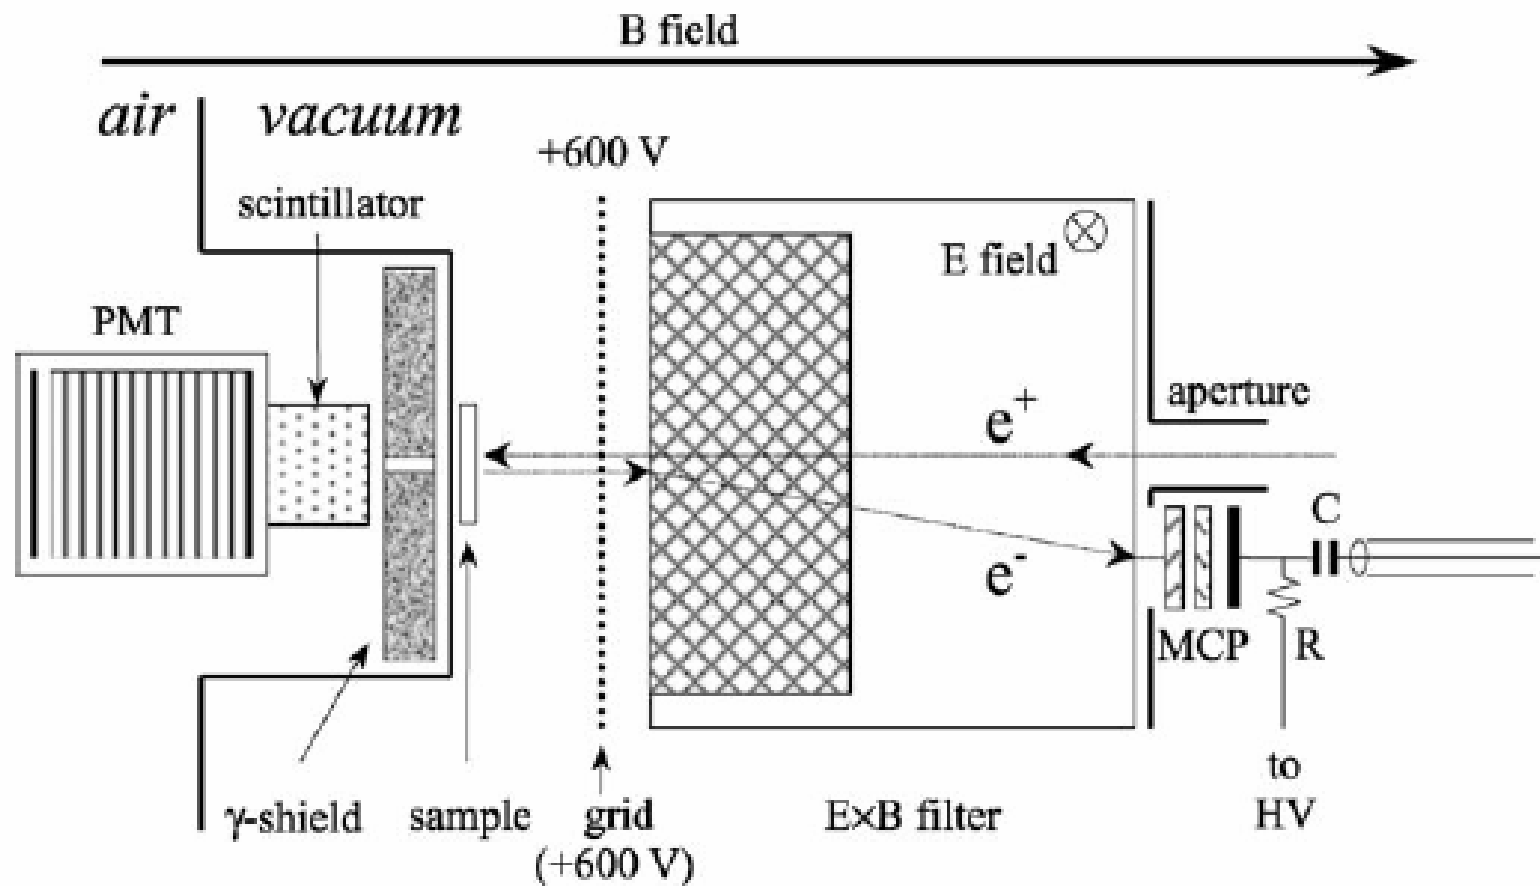 B field
air vacuum
+600 V
scintillator
E field
PMT
e+
aperture
C
e-
MCP R
to
HV
γ-shield sample grid E×B filter
(+600 V)